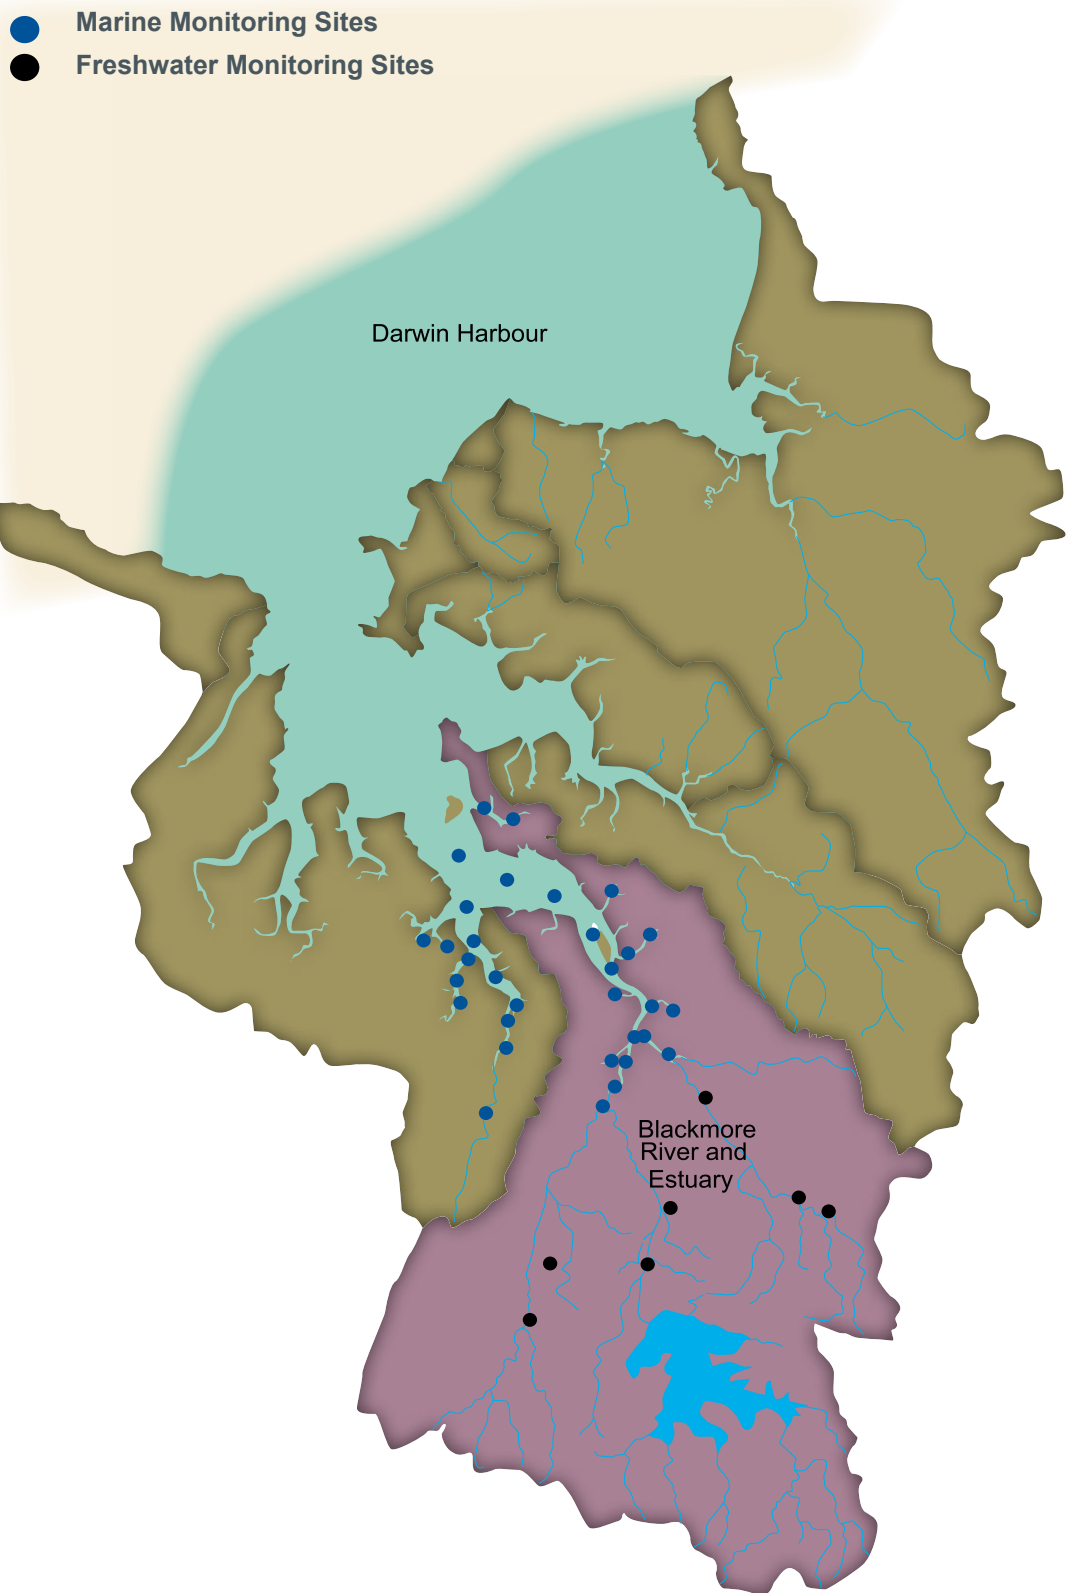 Marine Monitoring Sites
Freshwater Monitoring Sites
Darwin Harbour
Blackmore
River and
Estuary